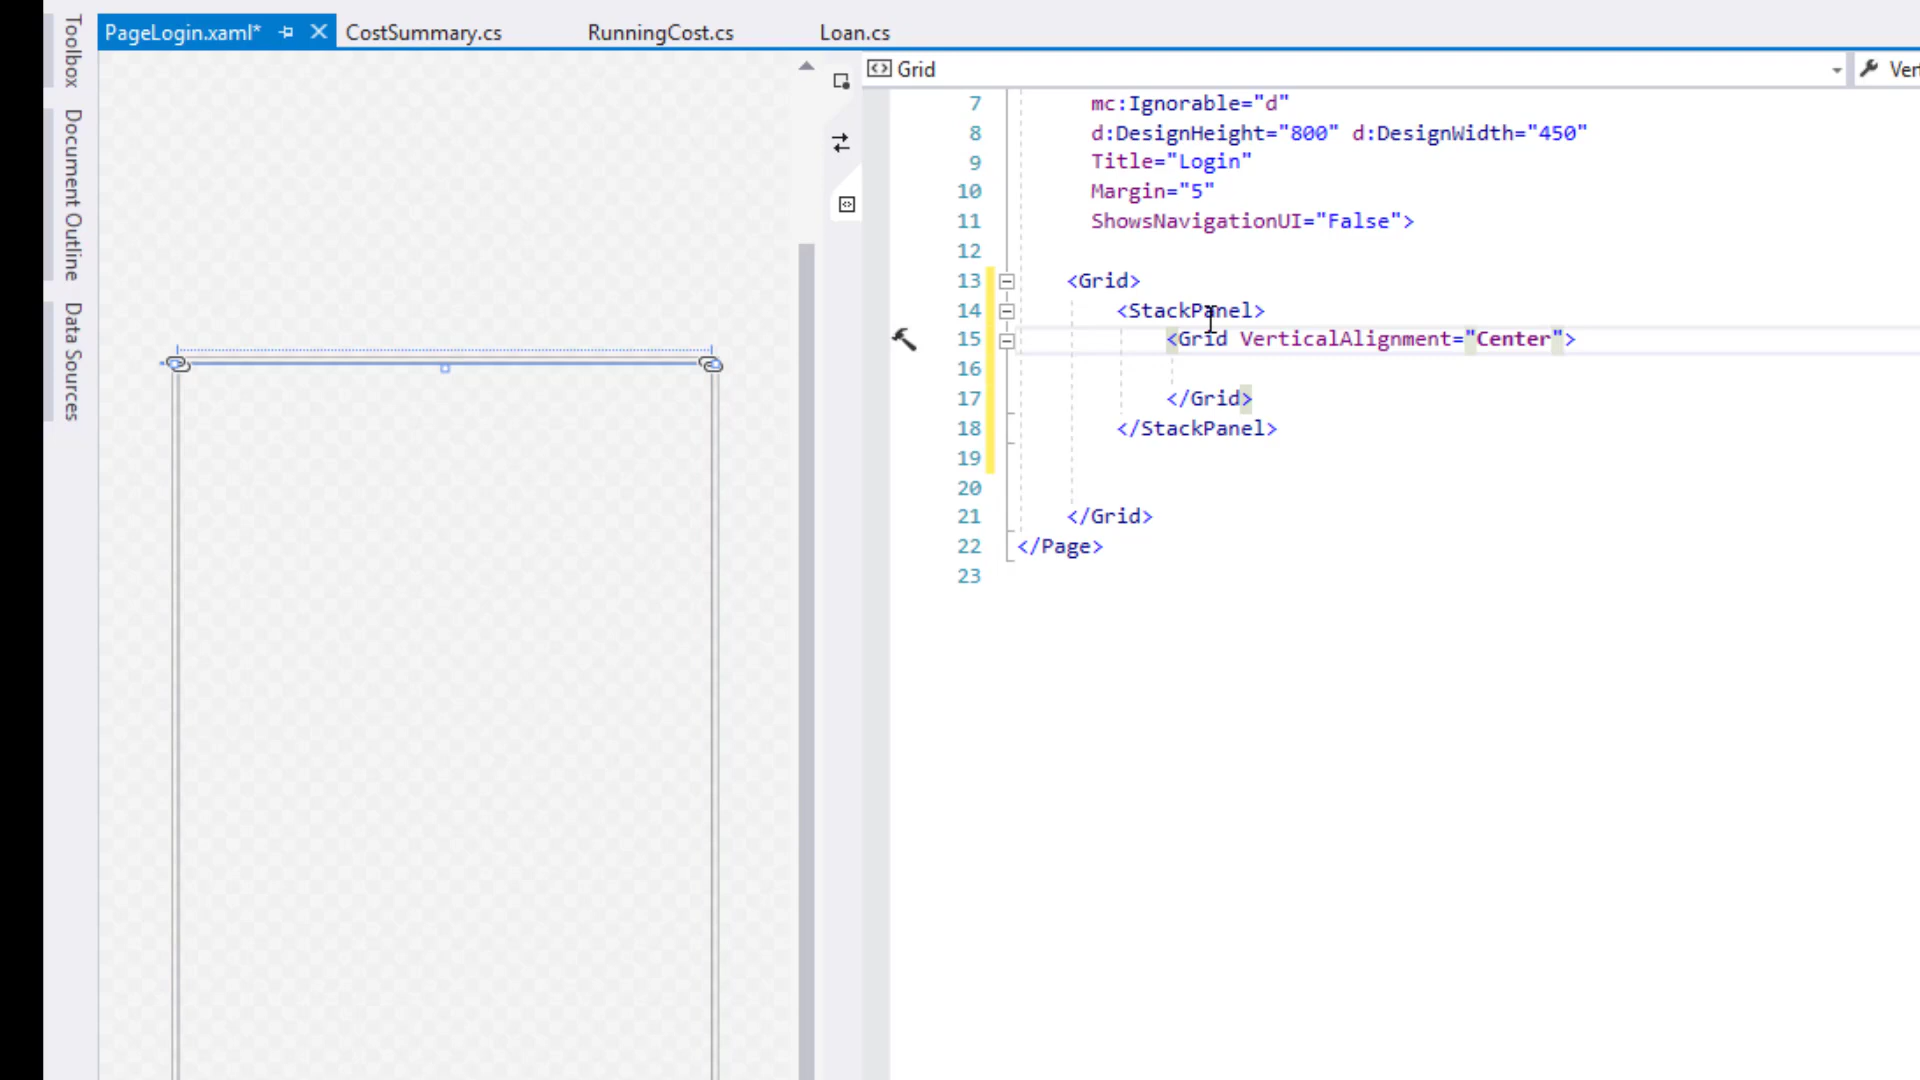 Toolbox
Document Outline
Data Sources
PageLogin.xaml*
CostSummary.cs
RunningCost.cs
Loan.cs
Grid
7 mc:Ignorable="d"
8 d:DesignHeight="800" d:DesignWidth="450"
9 Title="Login"
10 Margin="5"
11 ShowsNavigationUI="False">
12
13 <Grid>
14 <StackPanel>
15 <Grid VerticalAlignment="Center">
16
17 </Grid>
18 </StackPanel>
19
20
21 </Grid>
22 </Page>
23